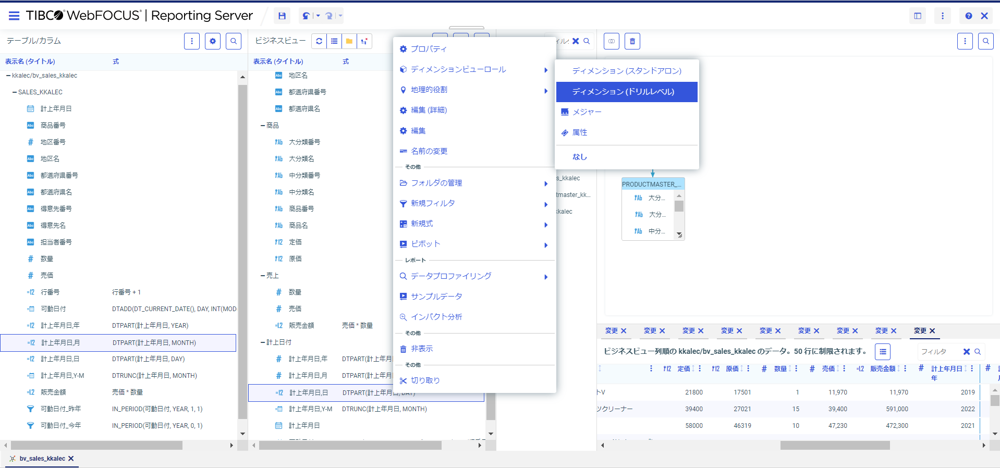 TIBCO WebFOCUS® | Reporting Server
テーブル/カラム
表示名 (タイトル) 式
kkalec/bv_sales_kkalec
SALES_KKALEC
計上年月日
商品番号
地区番号
地区名
都道府県番号
都道府県名
得意先番号
得意先名
担当者番号
数量
売価
行番号 行番号 + 1
可動日付 DTADD(DT_CURRENT_DATE(), DAY, INT(MOD
計上年月日,年 DTPART(計上年月日, YEAR)
計上年月日,月 DTPART(計上年月日, MONTH)
計上年月日,日 DTPART(計上年月日, DAY)
計上年月日,Y-M DTRUNC(計上年月日, MONTH)
販売金額 売価 * 数量
可動日付_昨年 IN_PERIOD(可動日付, YEAR, 1, 1)
可動日付_今年 IN_PERIOD(可動日付, YEAR, 0, 1)
ビジネスビュー
表示名 (タイトル) 式
地区名
都道府県番号
都道府県名
商品
大分類番号
大分類名
中分類番号
中分類名
商品番号
商品名
定価
原価
売上
数量
売価
販売金額 売価 * 数量
計上日付
計上年月日,年 DTPART(計上年月
計上年月日,月 DTPART(計上年月
計上年月日,日 DTPART(計上年月日, DAY)
計上年月日,Y-M DTRUNC(計上年月日, MONTH)
計上年月日
プロパティ
ディメンションビューロール
地理的役割
編集 (詳細)
編集
名前の変更
その他
フォルダの管理
新規フィルタ
新規式
ピボット
レポート
データプロファイリング
サンプルデータ
インパクト分析
その他
非表示
その他
切り取り
ディメンション (スタンドアロン)
ディメンション (ドリルレベル)
メジャー
属性
なし
ィルタ
s_kkalec
tmaster_kk...
kkalec
PRODUCTMASTER_...
大分...
大分...
中分...
変更 変更 変更 変更 変更 変更 変更 変更 変更
ビジネスビュー列順の kkalec/bv_sales_kkalec のデータ。50 行に制限されます。
フィルタ
定価 原価 数量 売価 販売金額 計上年月日
年
トV 21800 17501 1 11,970 11,970 2019
ツクリーナー 39400 27021 15 39,400 591,000 2022
58000 46319 10 47,230 472,300 2021
bv_sales_kkalec